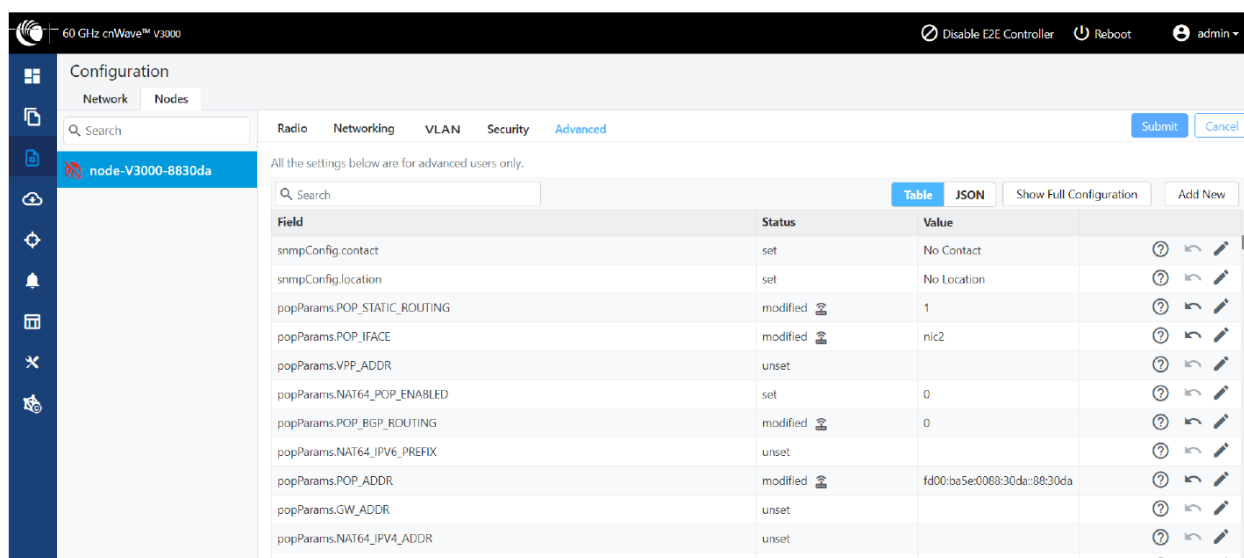 60 GHz cnWave™ V3000 Disable E2E Controller Reboot admin
Configuration
Network Nodes
Search Radio Networking VLAN Security Advanced Submit Cancel
node-V3000-8830da All the settings below are for advanced users only.
Search Table JSON Show Full Configuration Add New
Field Status Value
snmpConfig.contact set No Contact
snmpConfig.location set No Location
popParams.POP_STATIC_ROUTING modified 1
popParams.POP_IFACE modified nic2
popParams.VPP_ADDR unset
popParams.NAT64_POP_ENABLED set 0
popParams.POP_BGP_ROUTING modified 0
popParams.NAT64_IPV6_PREFIX unset
popParams.POP_ADDR modified fd00:ba5e:0088:30da::88:30da
popParams.GW_ADDR unset
popParams.NAT64_IPV4_ADDR unset